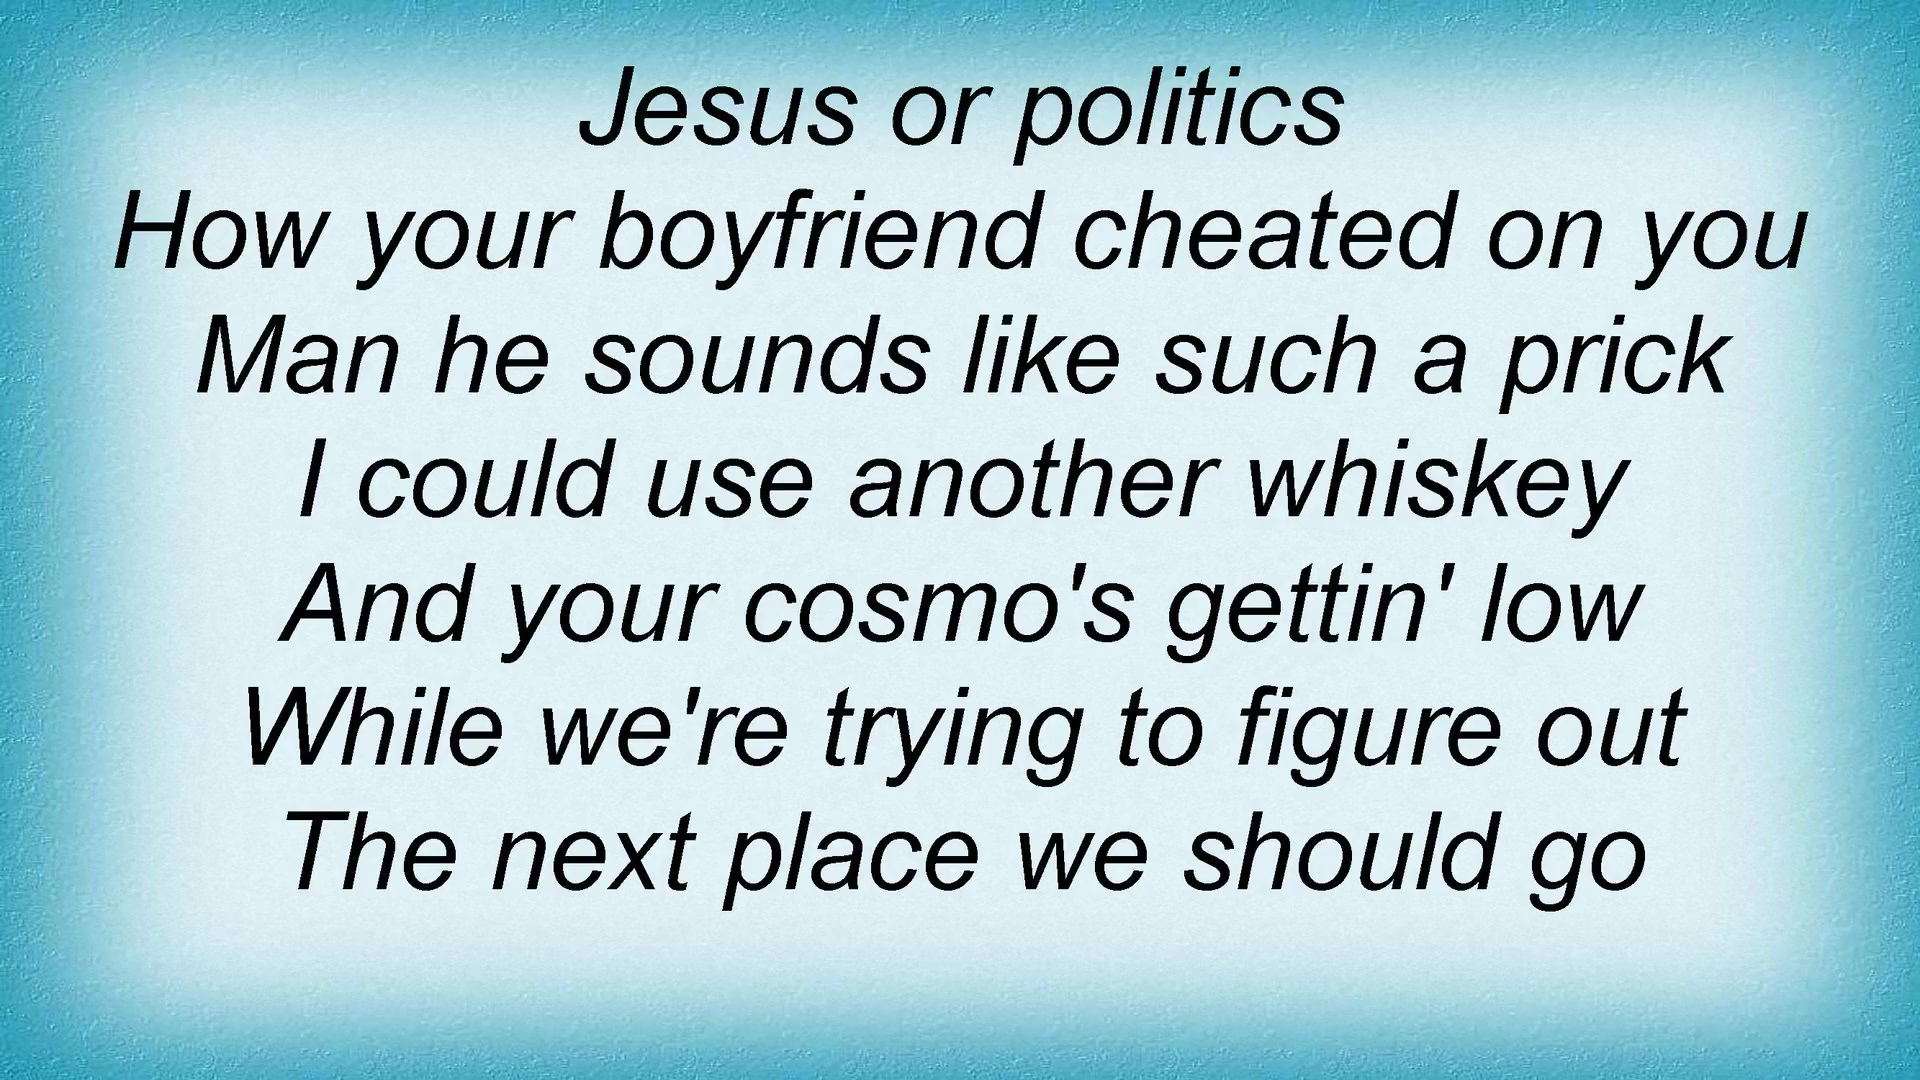 Jesus or politics
How your boyfriend cheated on you
Man he sounds like such a prick
I could use another whiskey
And your cosmo's gettin' low
While we're trying to figure out
The next place we should go